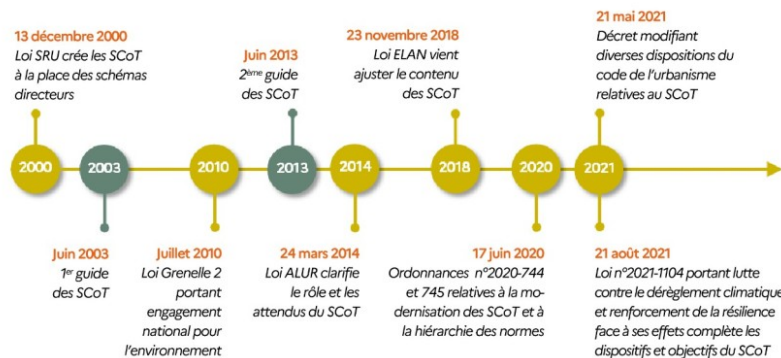 13 décembre 2000
Loi SRU crée les SCoT
à la place des schémas
directeurs
Juin 2013
2ème guide
des SCoT
23 novembre 2018
Loi ELAN vient
ajuster le contenu
des SCoT
21 mai 2021
Décret modifiant
diverses dispositions du
code de l'urbanisme
relatives au SCoT
2000
2003
2010
2013
2014
2018
2020
2021
Juin 2003
1er guide
des SCoT
Juillet 2010
Loi Grenelle 2
portant
engagement
national pour
l'environnement
24 mars 2014
Loi ALUR clarifie
le rôle et les
attendus du SCoT
17 juin 2020
Ordonnances n°2020-744
et 745 relatives à la mo-
dernisation des SCoT et à
la hiérarchie des normes
21 août 2021
Loi n°2021-1104 portant lutte
contre le dérèglement climatique
et renforcement de la résilience
face à ses effets complète les
dispositifs et objectifs du SCoT